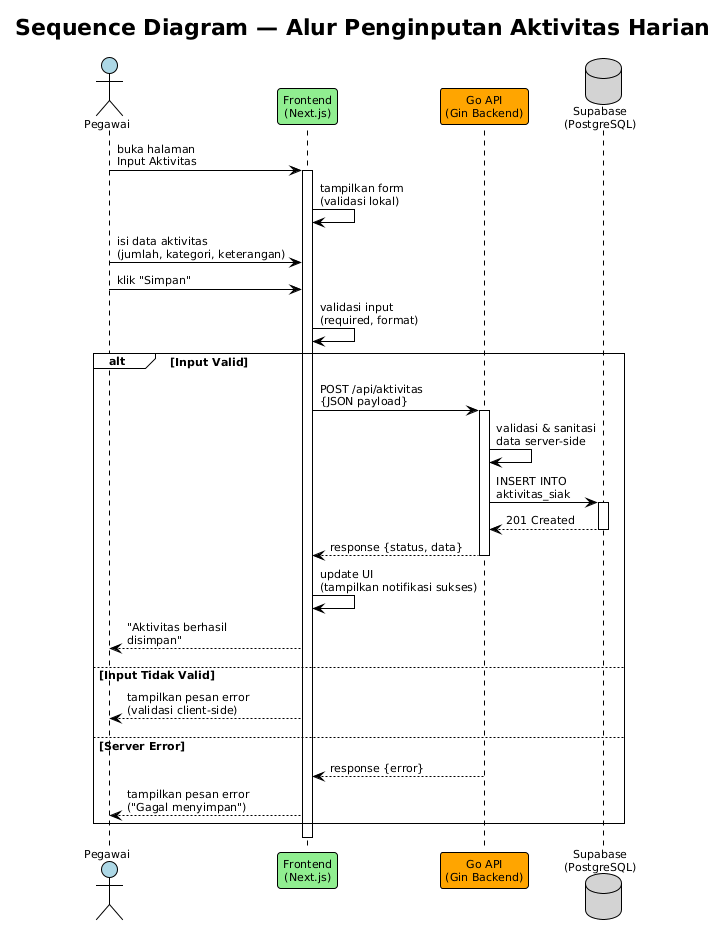 Sequence Diagram — Alur Penginputan Aktivitas Harian
Pegawai
Frontend
(Next.js)
Go API
(Gin Backend)
Supabase
(PostgreSQL)
buka halaman
Input Aktivitas
tampilkan form
(validasi lokal)
isi data aktivitas
(jumlah, kategori, keterangan)
klik "Simpan"
validasi input
(required, format)
alt
[Input Valid]
POST /api/aktivitas
{JSON payload}
validasi & sanitasi
data server-side
INSERT INTO
aktivitas_siak
201 Created
response {status, data}
update UI
(tampilkan notifikasi sukses)
"Aktivitas berhasil
disimpan"
[Input Tidak Valid]
tampilkan pesan error
(validasi client-side)
[Server Error]
response {error}
tampilkan pesan error
("Gagal menyimpan")
Pegawai
Frontend
(Next.js)
Go API
(Gin Backend)
Supabase
(PostgreSQL)